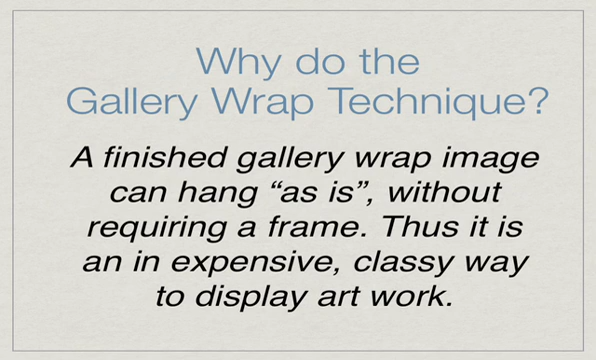 Why do the
Gallery Wrap Technique?
A finished gallery wrap image
can hang “as is”, without
requiring a frame. Thus it is
an in expensive, classy way
to display art work.